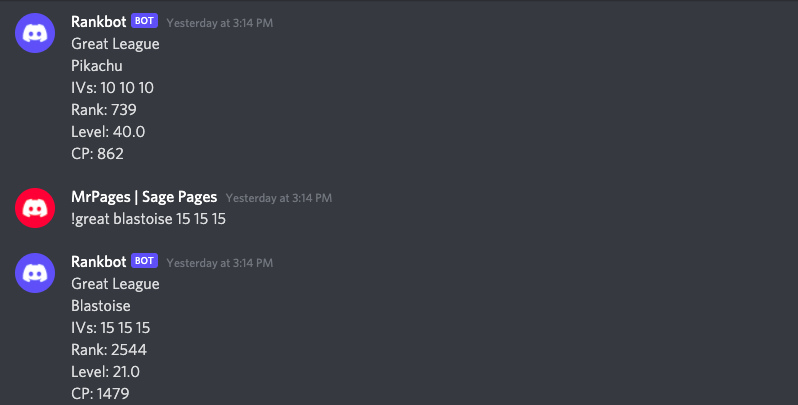 Rankbot BOT Yesterday at 3:14 PM
Great League
Pikachu
IVs: 10 10 10
Rank: 739
Level: 40.0
CP: 862
MrPages | Sage Pages Yesterday at 3:14 PM
!great blastoise 15 15 15
Rankbot BOT Yesterday at 3:14 PM
Great League
Blastoise
IVs: 15 15 15
Rank: 2544
Level: 21.0
CP: 1479